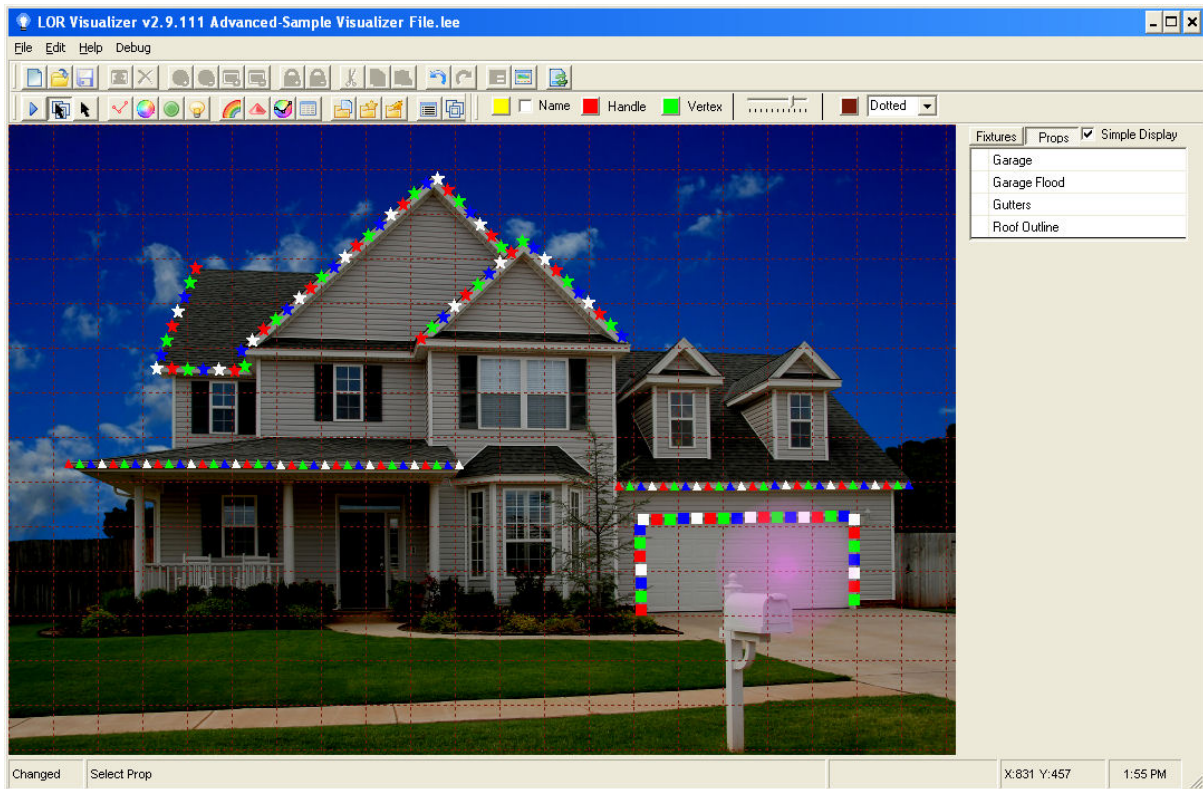 LOR Visualizer v2.9.111 Advanced-Sample Visualizer File.lee
File Edit Help Debug
Name Handle Vertex Dotted
Fixtures Props Simple Display
Garage
Garage Flood
Gutters
Roof Outline
Changed Select Prop X:831 Y:457 1:55 PM